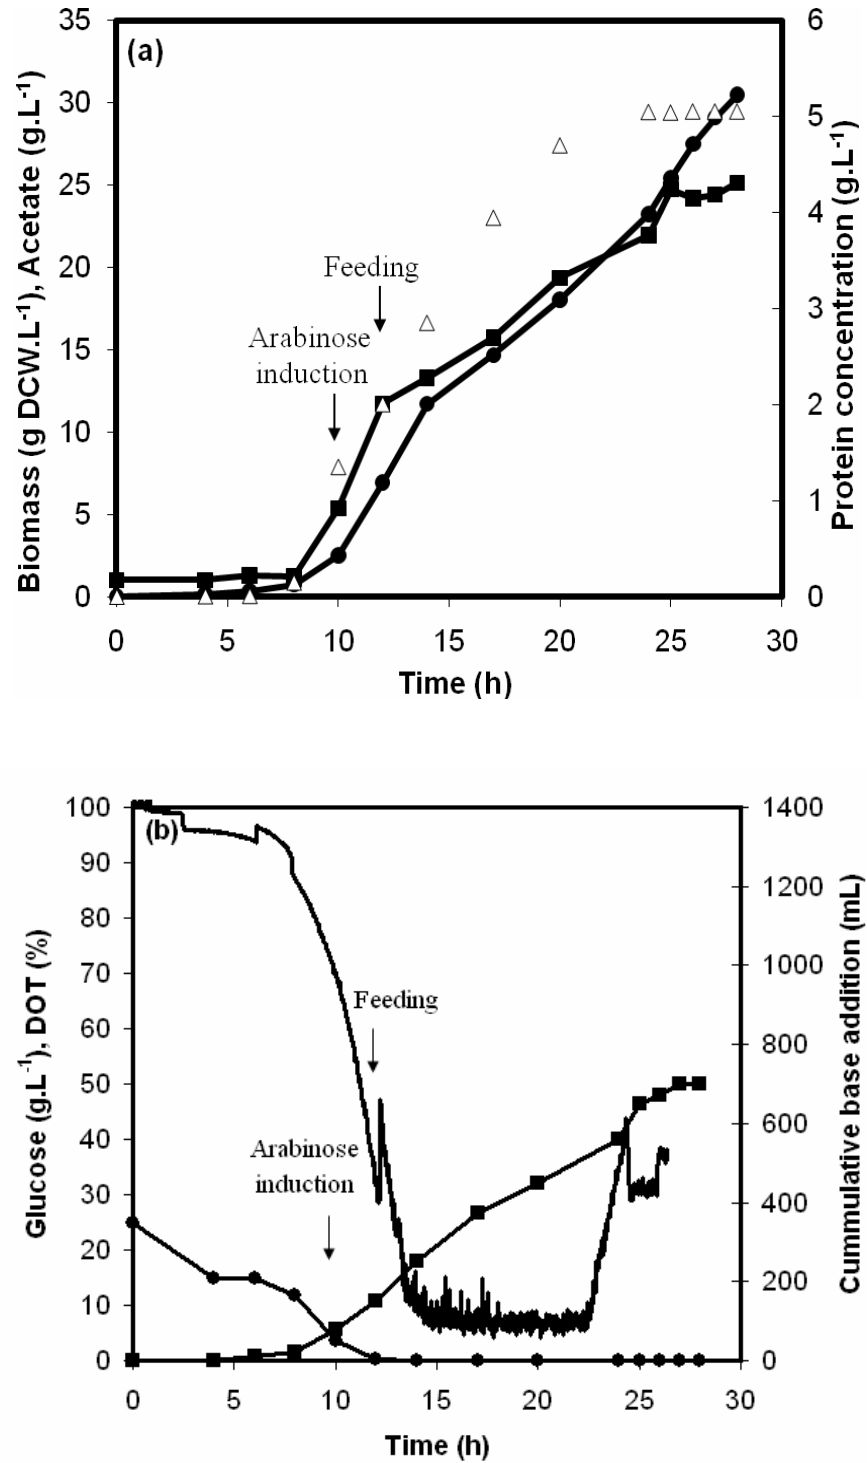 (a)
35
30
25
20
15
10
5
0
Biomass (g DCW.L-1), Acetate (g.L-1)
6
5
4
3
2
1
0
Protein concentration (g.L-1)
Feeding
Arabinose
induction
0 5 10 15 20 25 30
Time (h)
(b)
100
90
80
70
60
50
40
30
20
10
0
Glucose (g.L-1), DOT (%)
1400
1200
1000
800
600
400
200
0
Cummulative base addition (mL)
Feeding
Arabinose
induction
0 5 10 15 20 25 30
Time (h)